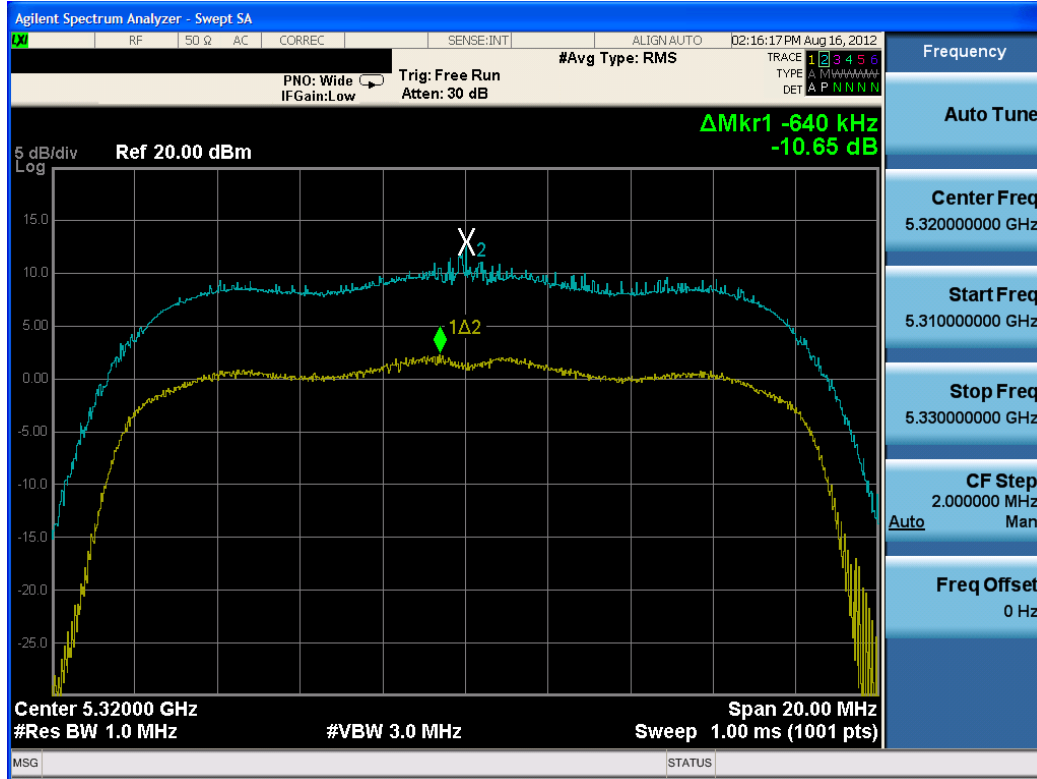 Agilent Spectrum Analyzer - Swept SA
LXI RF 50 Ω AC CORREC SENSE:INT ALIGN AUTO 02:16:17 PM Aug 16, 2012
#Avg Type: RMS
TRACE 1 2 3 4 5 6
PNO: Wide Trig: Free Run
TYPE A M W W W W
IFGain:Low Atten: 30 dB
DET A P N N N N
ΔMkr1 -640 kHz
-10.65 dB
5 dB/div Ref 20.00 dBm
Log
15.0
10.0
5.00
0.00
-5.00
-10.0
-15.0
-20.0
-25.0
X2
1Δ2
Center 5.32000 GHz Span 20.00 MHz
#Res BW 1.0 MHz #VBW 3.0 MHz Sweep 1.00 ms (1001 pts)
MSG STATUS
Frequency
Auto Tune
Center Freq
5.320000000 GHz
Start Freq
5.310000000 GHz
Stop Freq
5.330000000 GHz
CF Step
2.000000 MHz
Auto Man
Freq Offset
0 Hz